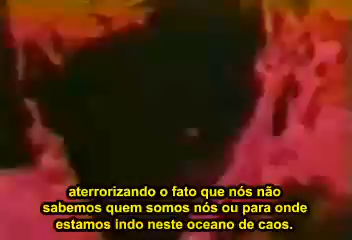 aterrorizando o fato que nós não
sabemos quem somos nós ou para onde
estamos indo neste oceano de caos.